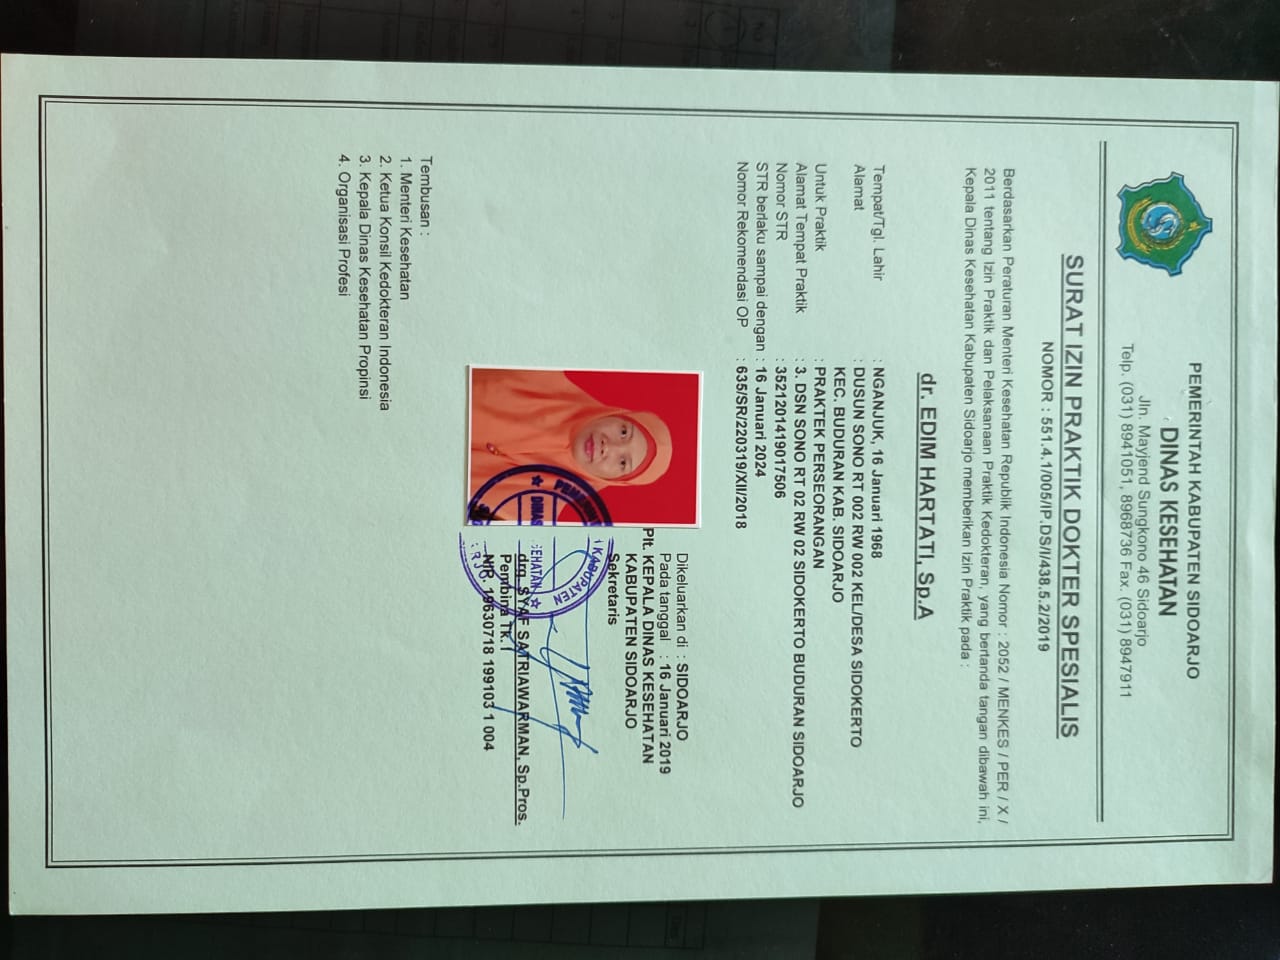 PEMERINTAH KABUPATEN SIDOARJO
DINAS KESEHATAN
Jln. Mayjend Sungkono 46 Sidoarjo
Telp. (031) 8941051, 8968736 Fax. (031) 8947911
SURAT IZIN PRAKTIK DOKTER SPESIALIS
NOMOR : 551.4.1/005/IP.DS/I/438.5.2/2019
Berdasarkan Peraturan Menteri Kesehatan Republik Indonesia Nomor : 2052 / MENKES / PER / X /
2011 tentang Izin Praktik dan Pelaksanaan Praktik Kedokteran, yang bertanda tangan dibawah ini,
Kepala Dinas Kesehatan Kabupaten Sidoarjo memberikan Izin Praktik pada :
dr. EDIM HARTATI, Sp.A
Tempat/Tgl. Lahir : NGANJUK, 16 Januari 1968
Alamat : DUSUN SONO RT 002 RW 002 KEL/DESA SIDOKERTO
KEC. BUDURAN KAB. SIDOARJO
Untuk Praktik : PRAKTEK PERSEORANGAN
Alamat Tempat Praktik : 3. DSN SONO RT 02 RW 02 SIDOKERTO BUDURAN SIDOARJO
Nomor STR : 3521201419017506
STR berlaku sampai dengan : 16 Januari 2024
Nomor Rekomendasi OP : 635/SR/220319/XII/2018
Dikeluarkan di : SIDOARJO
Pada tanggal : 16 Januari 2019
Plt. KEPALA DINAS KESEHATAN
KABUPATEN SIDOARJO
Sekretaris
KABUPATEN
DINAS
drg. SYAF SATRIAWARMAN, Sp.Pros.
Pembina Tk. I
NIP. 19630718 199103 1 004
Tembusan :
1. Menteri Kesehatan
2. Ketua Konsil Kedokteran Indonesia
3. Kepala Dinas Kesehatan Propinsi
4. Organisasi Profesi